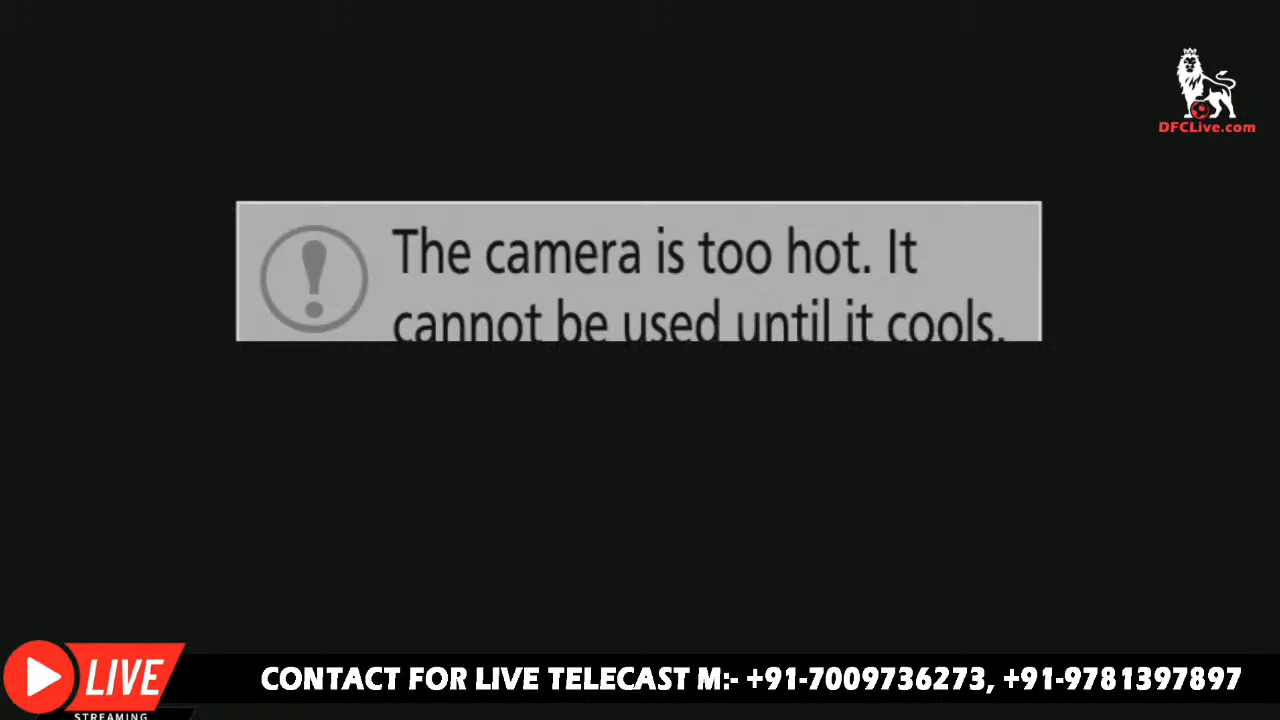 DFCLive.com
The camera is too hot. It
cannot be used until it cools.
LIVE
STREAMING
CONTACT FOR LIVE TELECAST M:- +91-7009736273, +91-9781397897